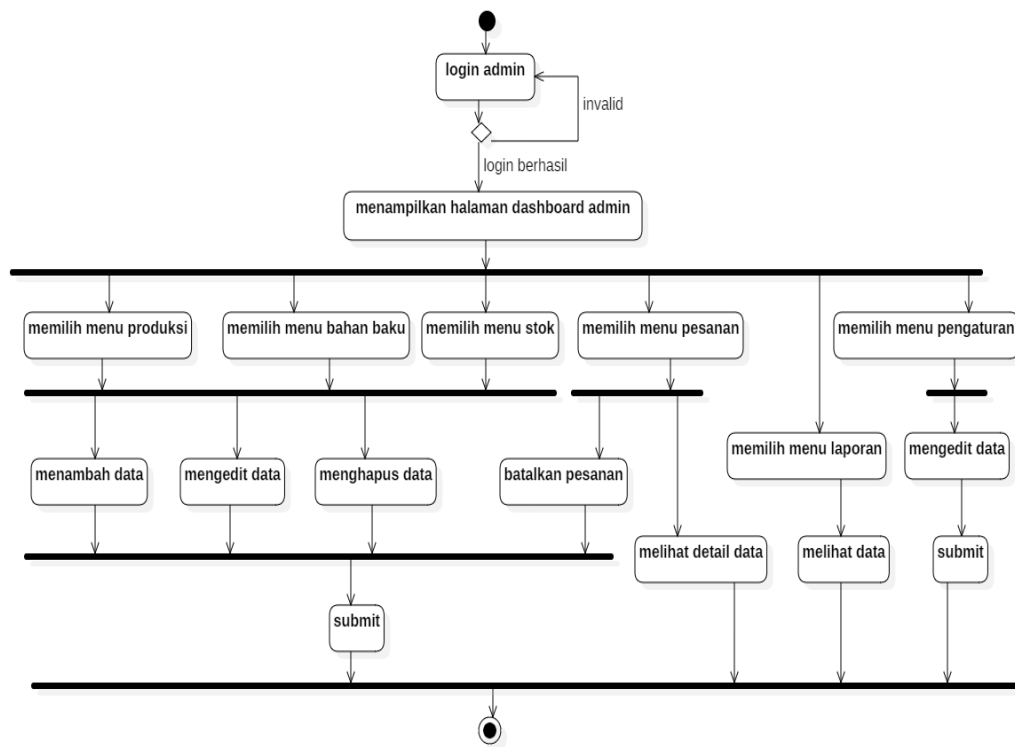 login admin
invalid
login berhasil
menampilkan halaman dashboard admin
memilih menu produksi
memilih menu bahan baku
memilih menu stok
memilih menu pesanan
memilih menu pengaturan
memilih menu laporan
mengedit data
menambah data
mengedit data
menghapus data
batalkan pesanan
melihat detail data
melihat data
submit
submit